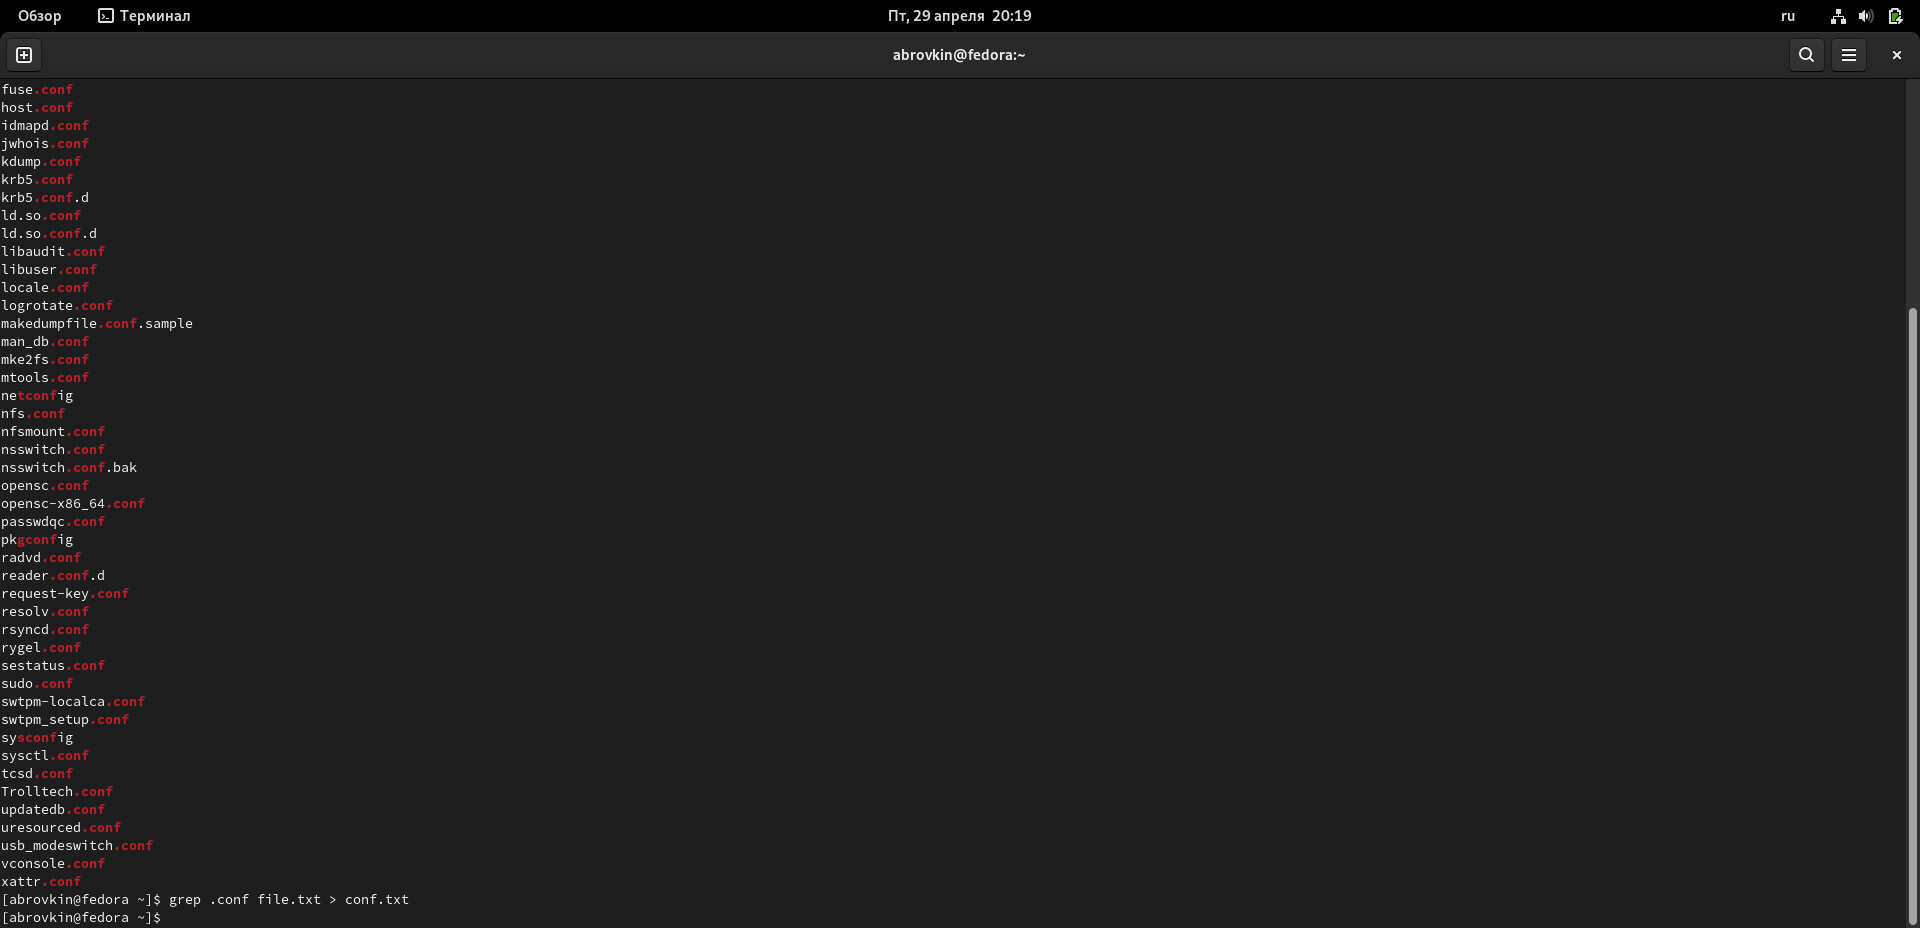 Обзор Терминал Пт, 29 апреля 20:19 ru
abrovkin@fedora:~
fuse.conf
host.conf
idmapd.conf
jwhois.conf
kdump.conf
krb5.conf
krb5.conf.d
ld.so.conf
ld.so.conf.d
libaudit.conf
libuser.conf
locale.conf
logrotate.conf
makedumpfile.conf.sample
man_db.conf
mke2fs.conf
mtools.conf
netconfig
nfs.conf
nfsmount.conf
nsswitch.conf
nsswitch.conf.bak
opensc.conf
opensc-x86_64.conf
passwdqc.conf
pkgconfig
radvd.conf
reader.conf.d
request-key.conf
resolv.conf
rsyncd.conf
rygel.conf
sestatus.conf
sudo.conf
swtpm-localca.conf
swtpm_setup.conf
sysconfig
sysctl.conf
tcsd.conf
Trolltech.conf
updatedb.conf
uresourced.conf
usb_modeswitch.conf
vconsole.conf
xattr.conf
[abrovkin@fedora ~]$ grep .conf file.txt > conf.txt
[abrovkin@fedora ~]$